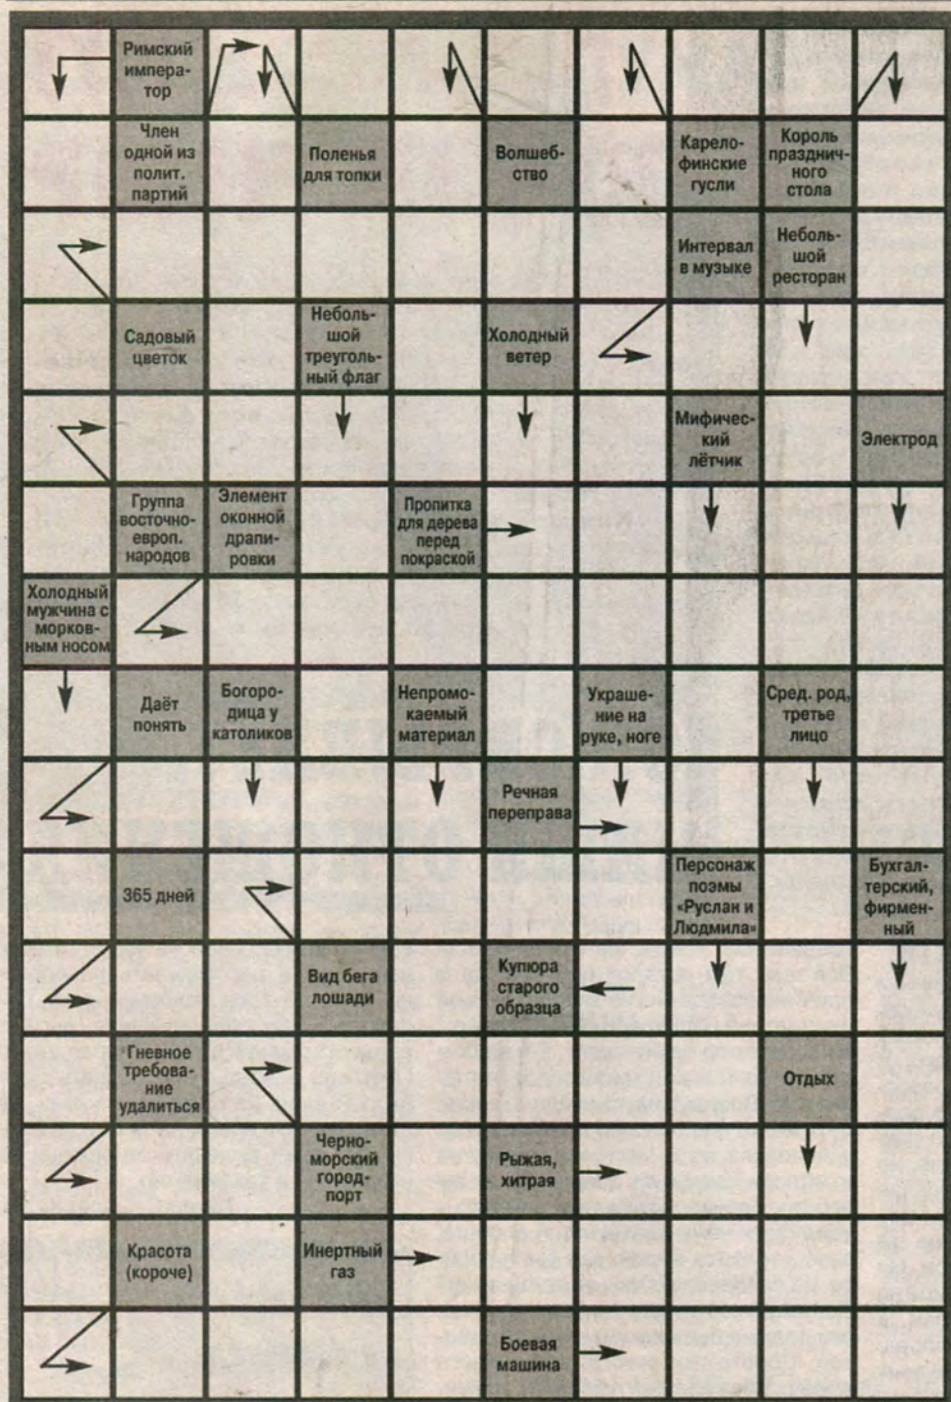 Римский
импера-
тор
Член
одной из
полит.
партий
Поленья
для топки
Волшеб-
ство
Карело-
финские
гусли
Король
празднич-
ного
стола
Интервал
в музыке
Неболь-
шой
ресторан
Садовый
цветок
Неболь-
шой
треуголь-
ный флаг
Холодный
ветер
Мифичес-
кий
лётчик
Электрод
Группа
восточно-
европ.
народов
Элемент
оконной
драпи-
ровки
Пропитка
для дерева
перед
покраской
Холодный
мужчина с
морков-
ным носом
Даёт
понять
Богоро-
дица у
католиков
Непромо-
каемый
материал
Украше-
ние на
руке, ноге
Сред. род,
третье
лицо
Речная
переправа
365 дней
Персонаж
поэмы
«Руслан и
Людмила»
Бухгал-
терский,
фирмен-
ный
Вид бега
лошади
Купюра
старого
образца
Гневное
требова-
ние
удалиться
Отдых
Черно-
морский
город-
порт
Рыжая,
хитрая
Красота
(короче)
Инертный
газ
Боевая
машина